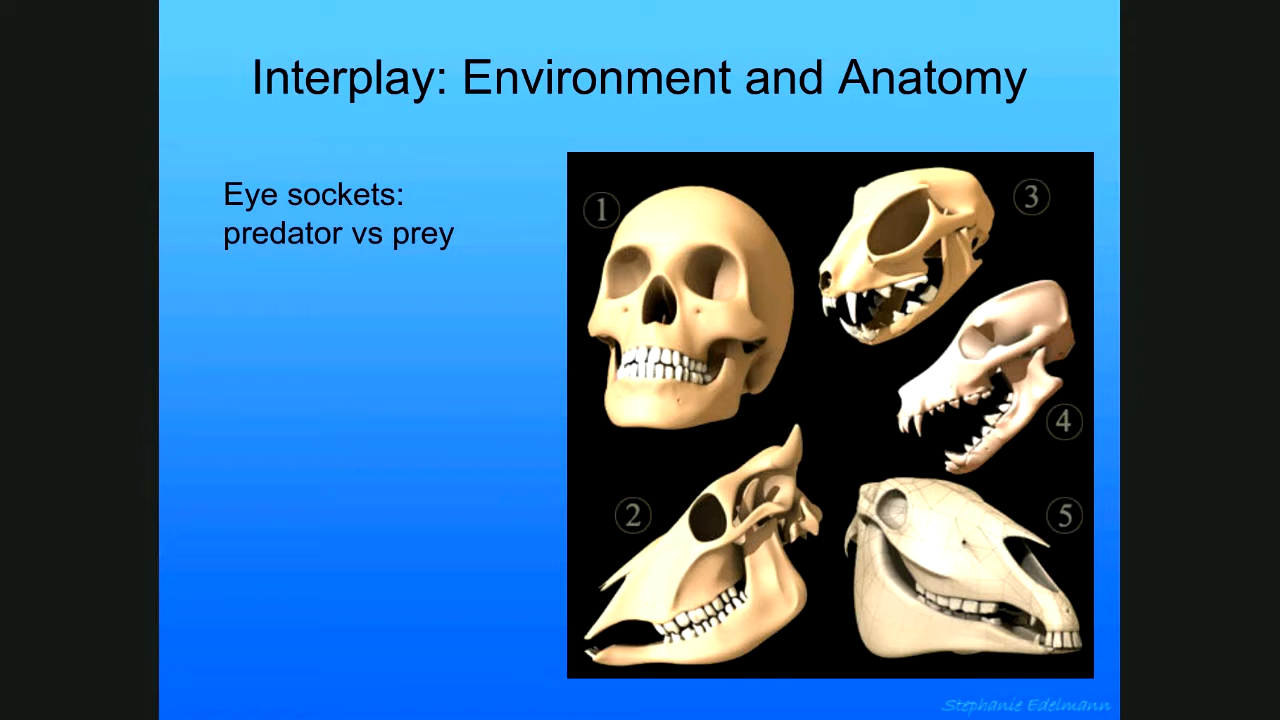 Interplay: Environment and Anatomy
Eye sockets:
predator vs prey
1
3
4
2
5
Stephanie Edelmann